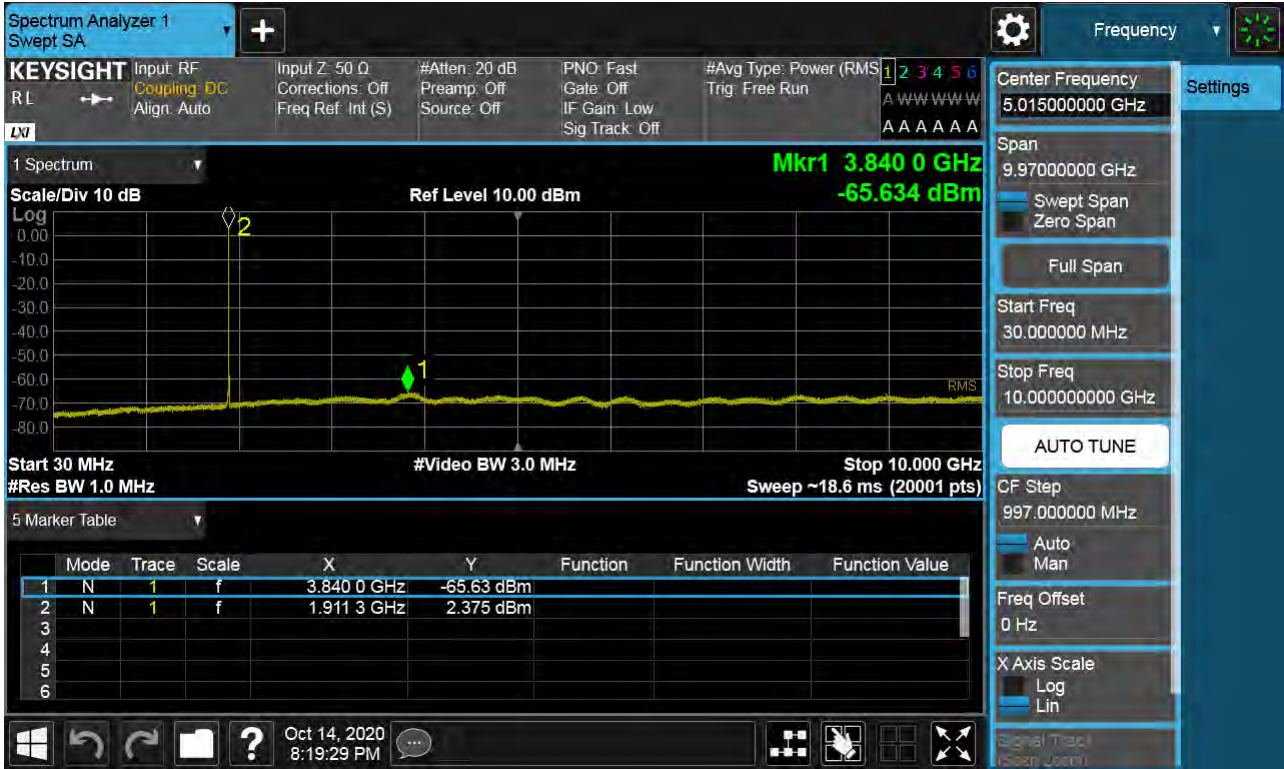 Spectrum Analyzer 1
Swept SA
+
Frequency
KEYSIGHT
RL
LXI
Input: RF
Coupling: DC
Align: Auto
Input Z: 50 Ω
Corrections: Off
Freq Ref: Int (S)
#Atten: 20 dB
Preamp: Off
Source: Off
PNO: Fast
Gate: Off
IF Gain: Low
Sig Track: Off
#Avg Type: Power (RMS
Trig: Free Run
1 2 3 4 5 6
A W W W W W
A A A A A A
1 Spectrum
Mkr1 3.840 0 GHz
Scale/Div 10 dB
Ref Level 10.00 dBm
-65.634 dBm
Log
0.00
-10.0
-20.0
-30.0
-40.0
-50.0
-60.0
-70.0
-80.0
2
1
RMS
Start 30 MHz
#Video BW 3.0 MHz
Stop 10.000 GHz
#Res BW 1.0 MHz
Sweep ~18.6 ms (20001 pts)
5 Marker Table
Mode Trace Scale X Y Function Function Width Function Value
1 N 1 f 3.840 0 GHz -65.63 dBm
2 N 1 f 1.911 3 GHz 2.375 dBm
3
4
5
6
Oct 14, 2020
8:19:29 PM
?
Center Frequency
5.015000000 GHz
Settings
Span
9.97000000 GHz
Swept Span
Zero Span
Full Span
Start Freq
30.000000 MHz
Stop Freq
10.000000000 GHz
AUTO TUNE
CF Step
997.000000 MHz
Auto
Man
Freq Offset
0 Hz
X Axis Scale
Log
Lin
Signal Track
(Span Zoom)